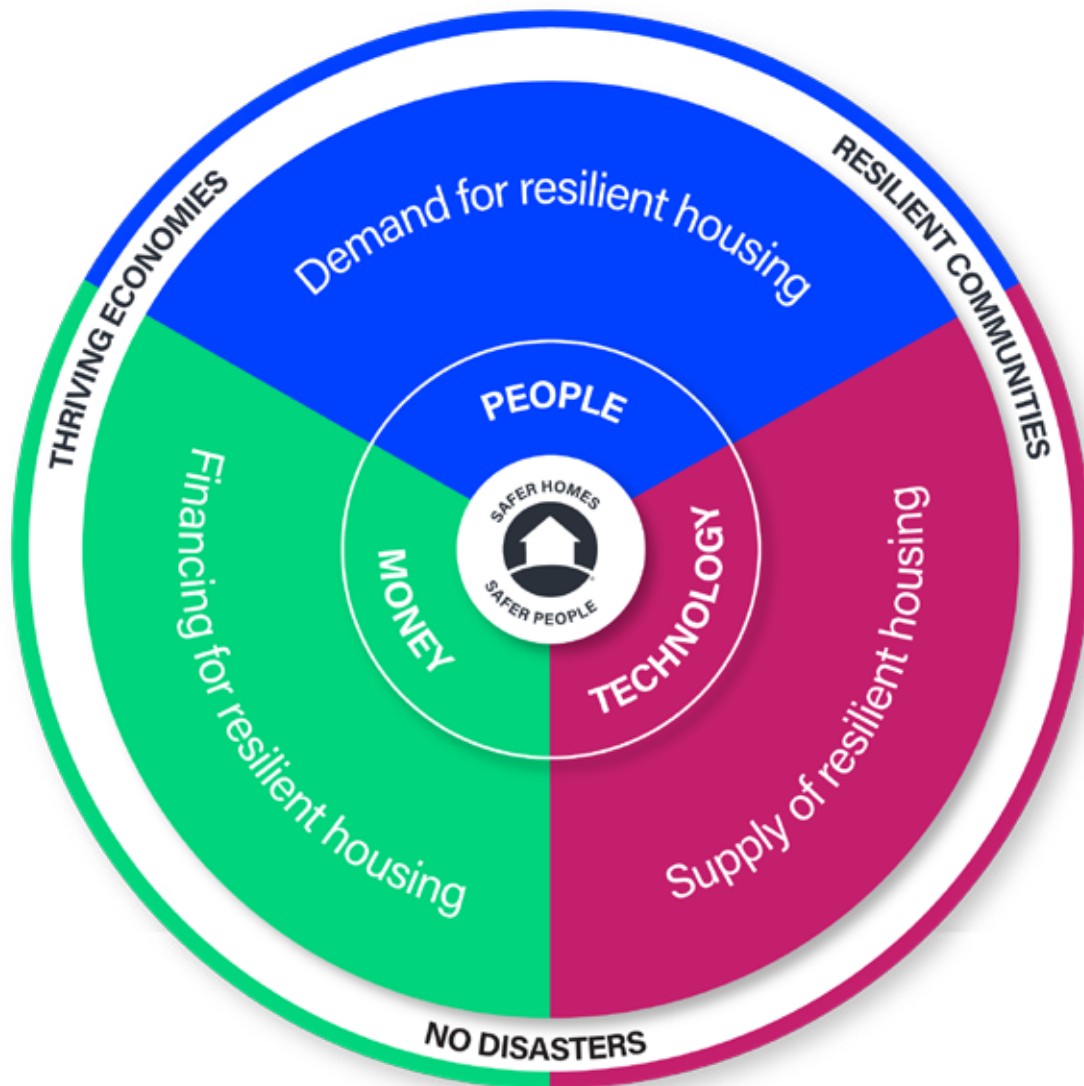 THRIVING ECONOMIES
RESILIENT COMMUNITIES
Demand for resilient housing
PEOPLE
SAFER HOMES
SAFER PEOPLE
MONEY
TECHNOLOGY
Financing for resilient housing
Supply of resilient housing
NO DISASTERS